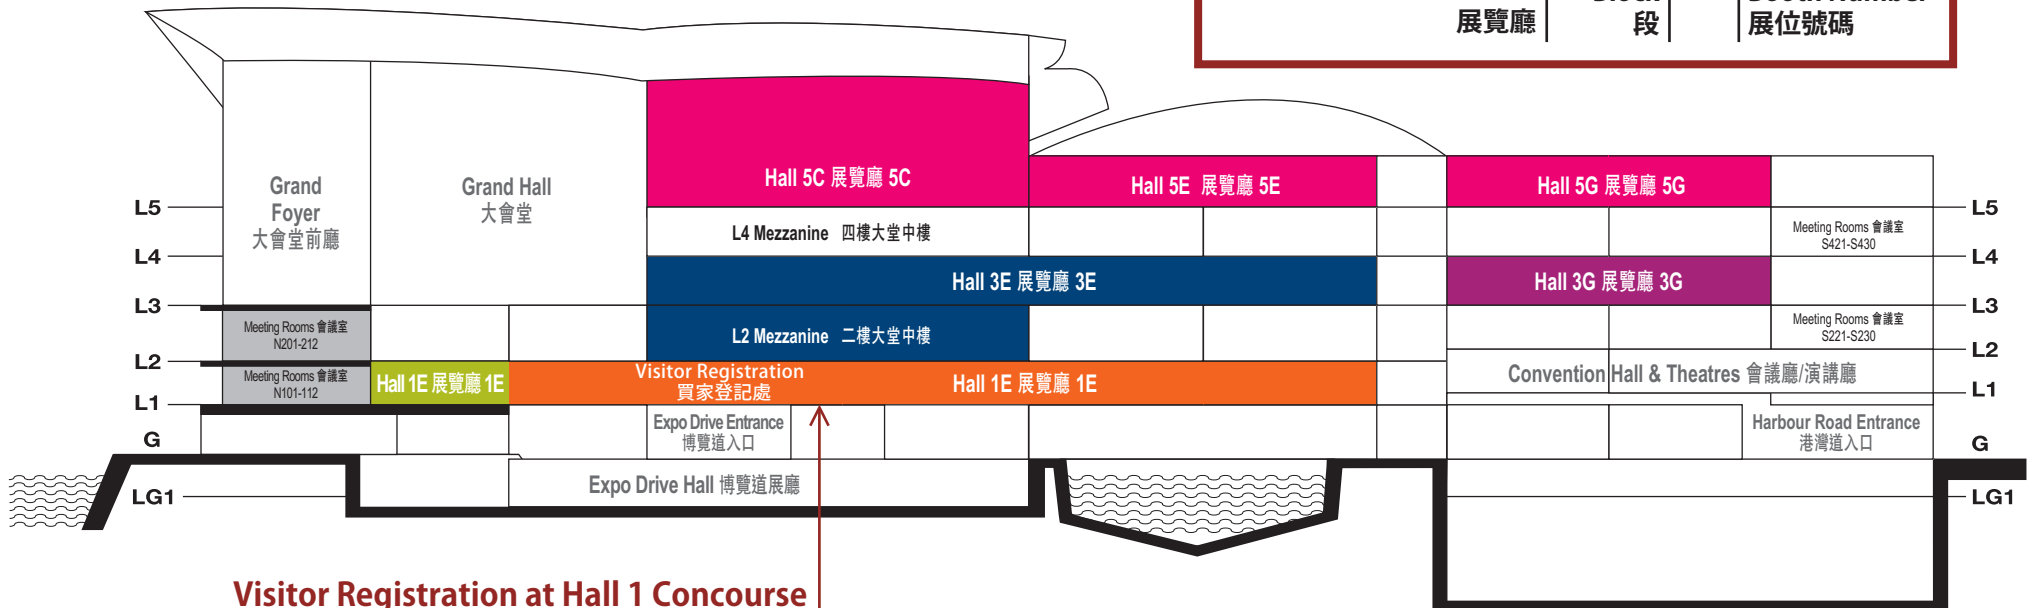 展覽廳
段
展位號碼
Grand
Foyer
大會堂前廳
Grand Hall
大會堂
Hall 5C 展覽廳 5C
Hall 5E 展覽廳 5E
Hall 5G 展覽廳 5G
L5
L5
L4 Mezzanine 四樓大堂中樓
Meeting Rooms 會議室
S421-S430
L4
L4
Hall 3E 展覽廳 3E
Hall 3G 展覽廳 3G
L3
L3
Meeting Rooms 會議室
N201-212
L2 Mezzanine 二樓大堂中樓
Meeting Rooms 會議室
S221-S230
L2
L2
Meeting Rooms 會議室
N101-112
Hall 1E 展覽廳 1E
Visitor Registration
買家登記處
Hall 1E 展覽廳 1E
Convention Hall & Theatres 會議廳/演講廳
L1
L1
G
Expo Drive Entrance
博覽道入口
Harbour Road Entrance
港灣道入口
G
LG1
Expo Drive Hall 博覽道展廳
LG1
Visitor Registration at Hall 1 Concourse